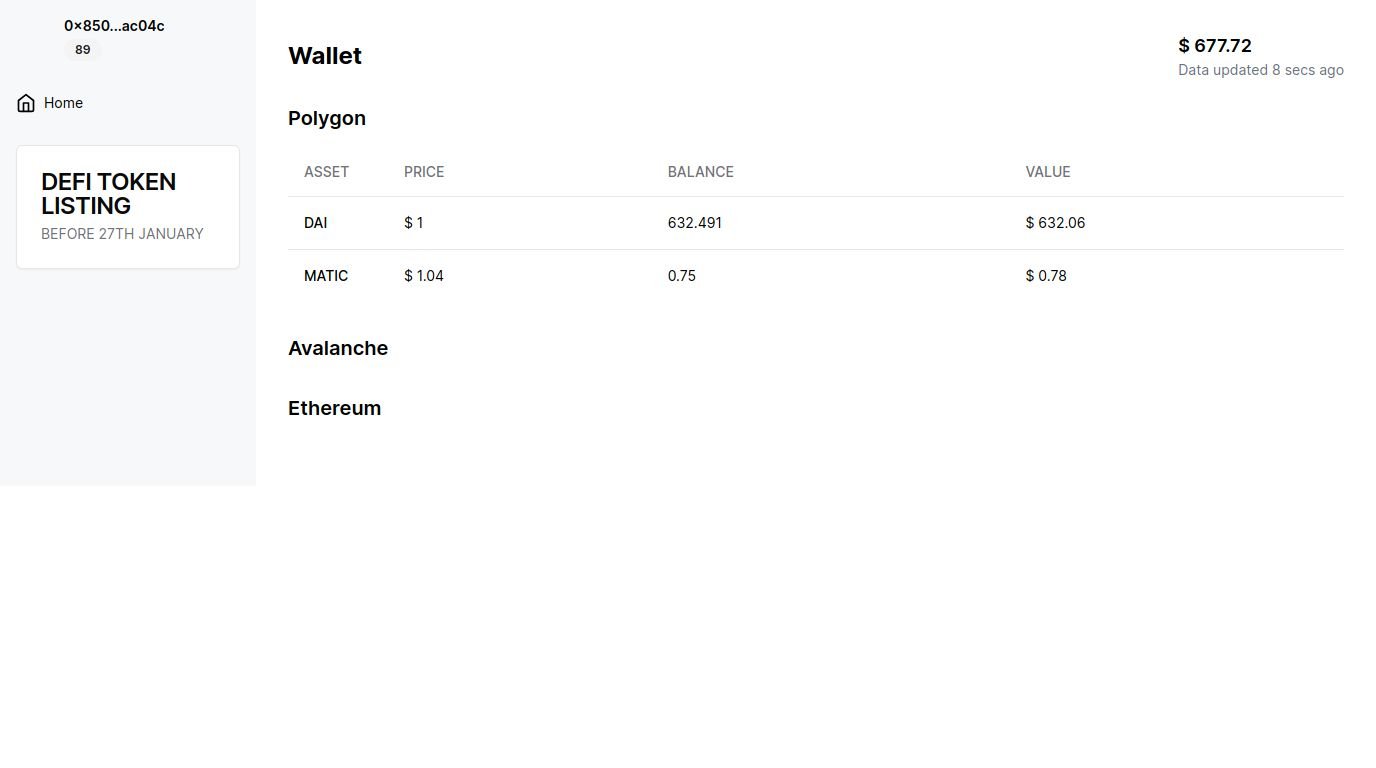 0×850...ac04c
89
Home
DEFI TOKEN
LISTING
BEFORE 27TH JANUARY
Wallet
$ 677.72
Data updated 8 secs ago
Polygon
ASSET PRICE BALANCE VALUE
DAI $ 1 632.491 $ 632.06
MATIC $ 1.04 0.75 $ 0.78
Avalanche
Ethereum